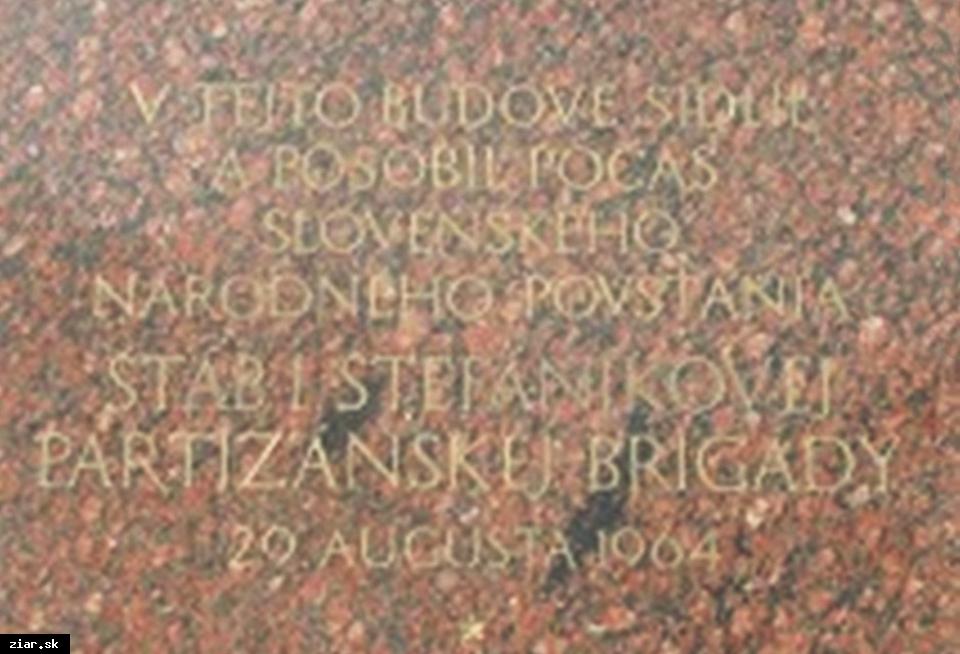 V TEJTO BUDOVE SÍDLIL
A PÔSOBIL POČAS
SLOVENSKÉHO
NÁRODNÉHO POVSTANIA
ŠTÁB I ŠTEFÁNIKOVEJ
PARTIZÁNSKEJ BRIGÁDY
29. AUGUSTA 1964
ziar.sk